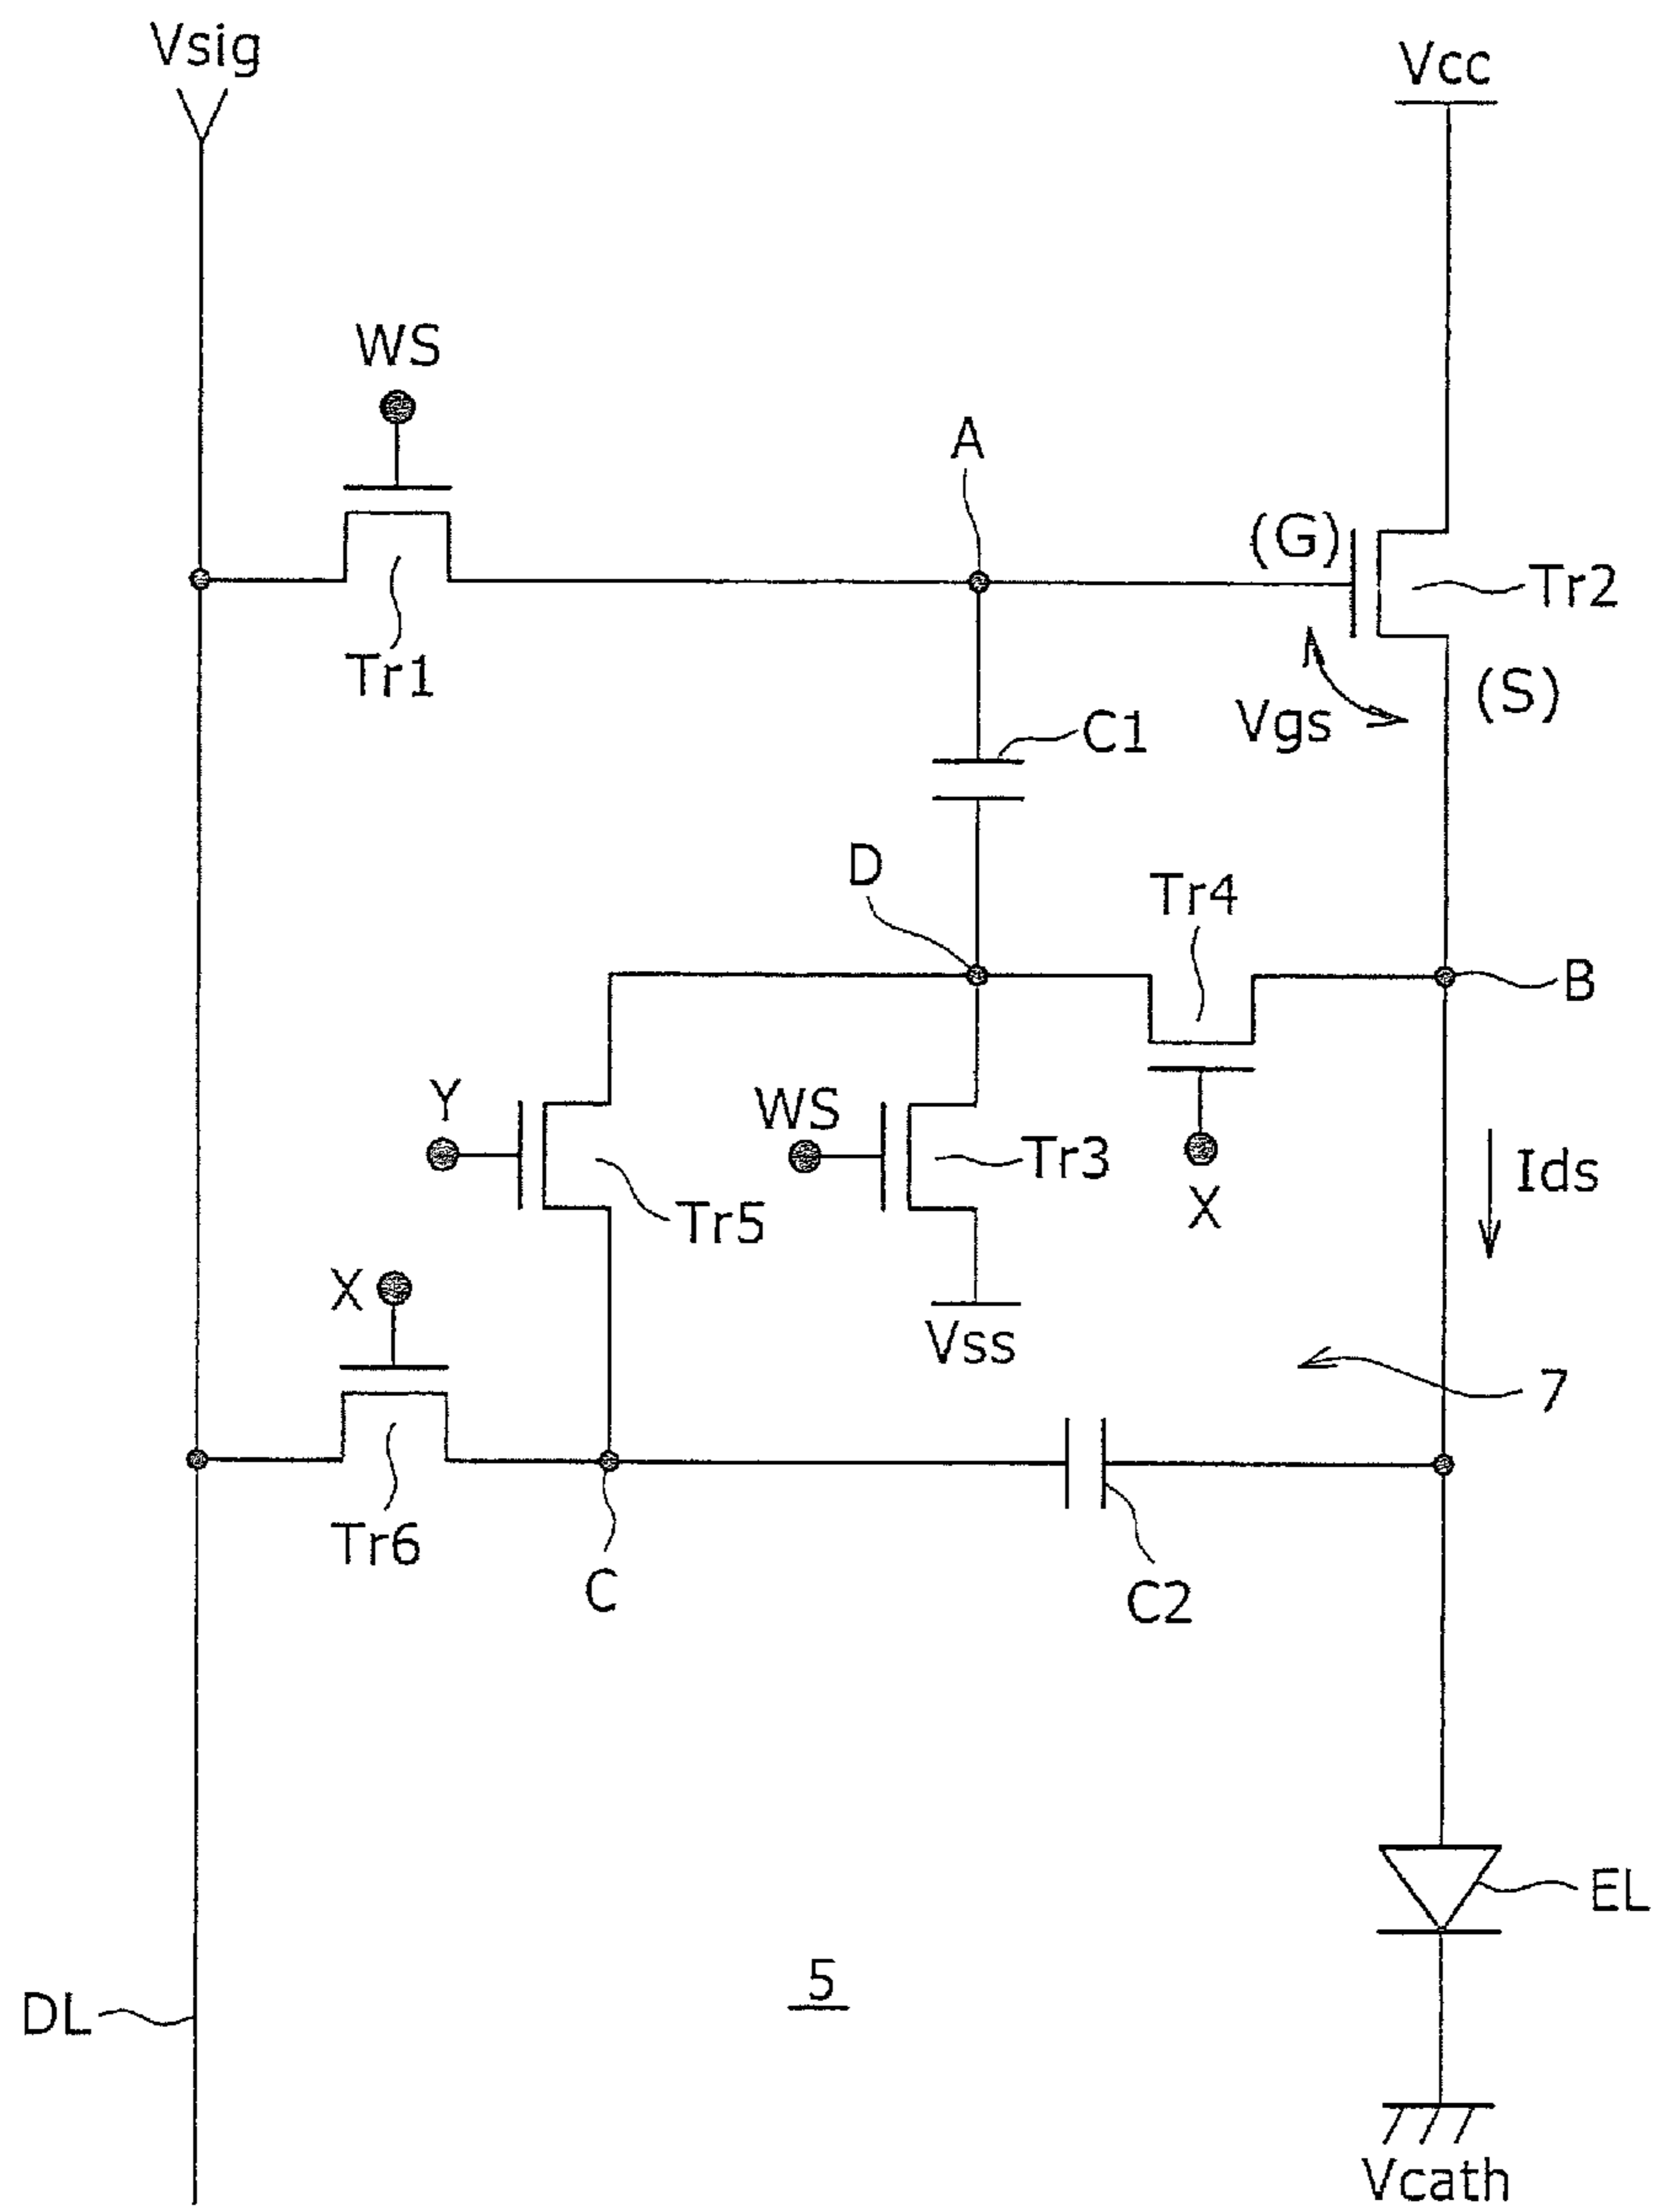 Vsig
Vcc
WS
A
(G)
Tr2
Tr1
(S)
Vgs
C1
D
Tr4
B
Y
WS
Tr3
X
Ids
Tr5
X
Vss
7
Tr6
C
C2
EL
5
DL
Vcath